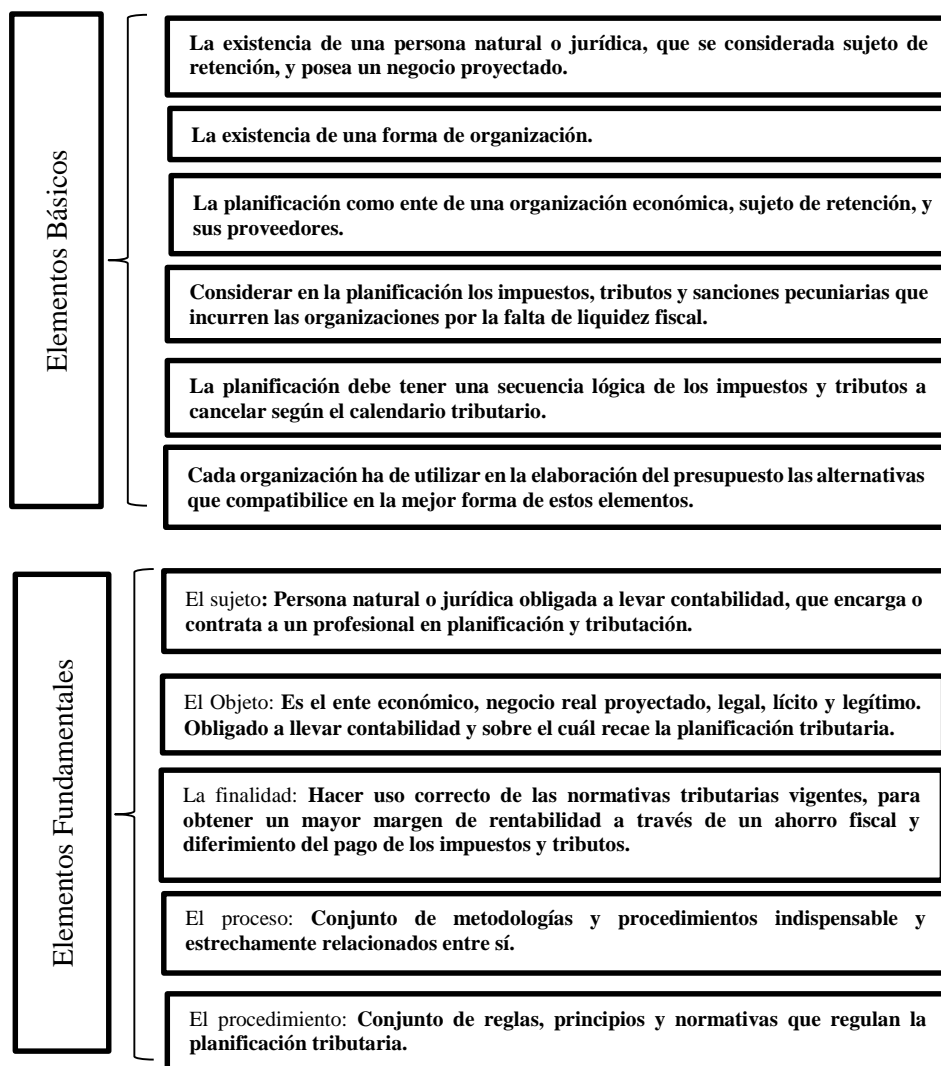 Elementos Básicos
La existencia de una persona natural o jurídica, que se considerada sujeto de
retención, y posea un negocio proyectado.
La existencia de una forma de organización.
La planificación como ente de una organización económica, sujeto de retención, y
sus proveedores.
Considerar en la planificación los impuestos, tributos y sanciones pecuniarias que
incurren las organizaciones por la falta de liquidez fiscal.
La planificación debe tener una secuencia lógica de los impuestos y tributos a
cancelar según el calendario tributario.
Cada organización ha de utilizar en la elaboración del presupuesto las alternativas
que compatibilice en la mejor forma de estos elementos.
Elementos Fundamentales
El sujeto: Persona natural o jurídica obligada a levar contabilidad, que encarga o
contrata a un profesional en planificación y tributación.
El Objeto: Es el ente económico, negocio real proyectado, legal, lícito y legítimo.
Obligado a llevar contabilidad y sobre el cuál recae la planificación tributaria.
La finalidad: Hacer uso correcto de las normativas tributarias vigentes, para
obtener un mayor margen de rentabilidad a través de un ahorro fiscal y
diferimiento del pago de los impuestos y tributos.
El proceso: Conjunto de metodologías y procedimientos indispensable y
estrechamente relacionados entre sí.
El procedimiento: Conjunto de reglas, principios y normativas que regulan la
planificación tributaria.